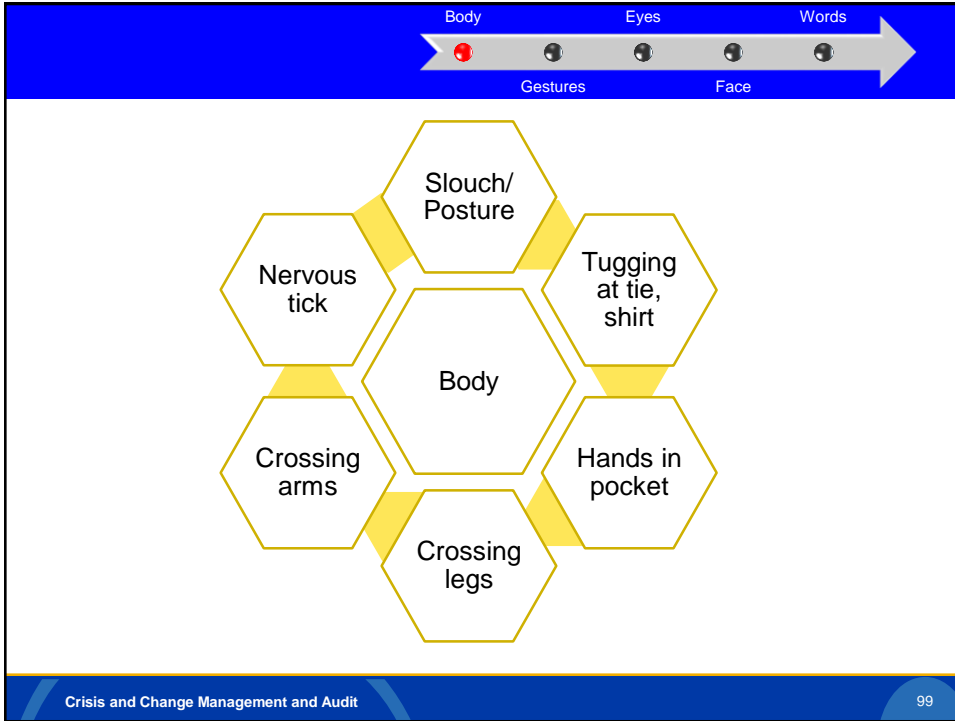 Body
Eyes
Words
Gestures
Face
Slouch/
Posture
Nervous
tick
Tugging
at tie,
shirt
Body
Crossing
arms
Hands in
pocket
Crossing
legs
Crisis and Change Management and Audit
99